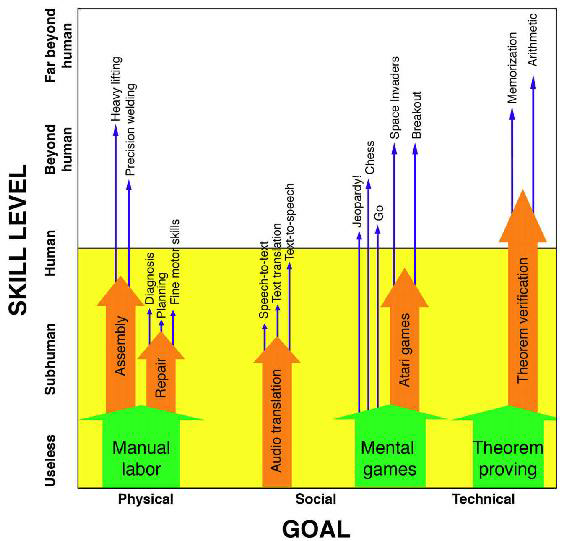 SKILL LEVEL
Far beyond
human
Beyond
human
Human
Subhuman
Useless
Heavy lifting
Precision welding
Diagnosis
Planning
Fine motor skills
Assembly
Repair
Manual
labor
Speech-to-text
Text translation
Text-to-speech
Audio translation
Jeopardy!
Chess
Go
Space Invaders
Breakout
Atari games
Mental
games
Memorization
Arithmetic
Theorem verification
Theorem
proving
Physical
Social
Technical
GOAL